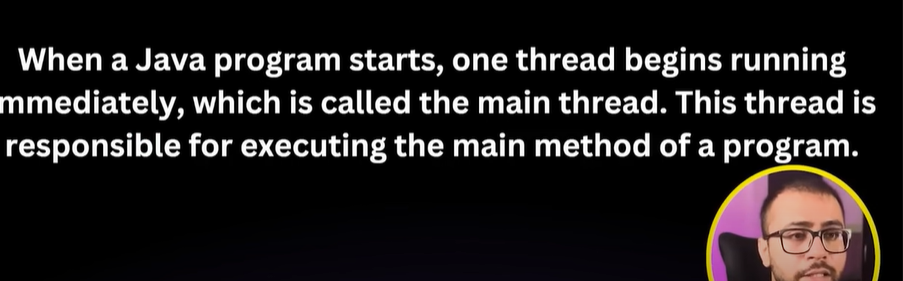 When a Java program starts, one thread begins running
mmediately, which is called the main thread. This thread is
responsible for executing the main method of a program.